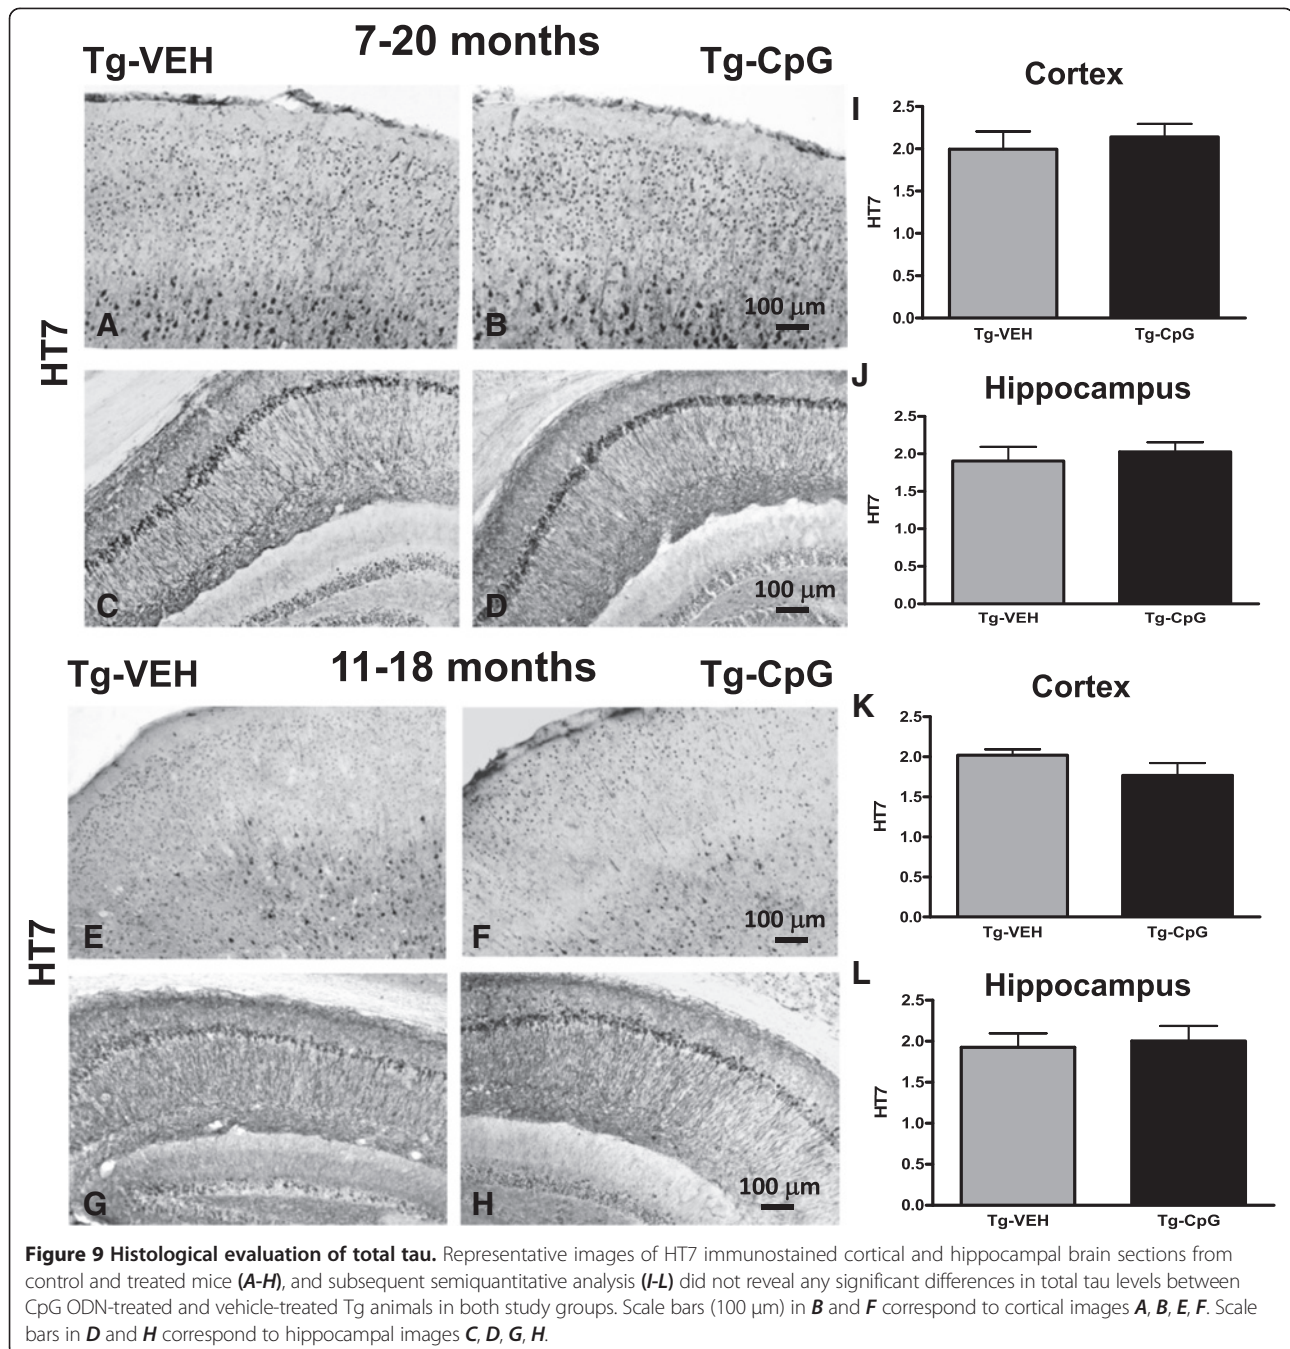 7-20 months
Tg-VEH
Tg-CpG
HT7
A
B
100 μm
C
D
100 μm
I
Cortex
2.5
2.0
1.5
1.0
0.5
0.0
HT7
Tg-VEH
Tg-CpG
J
Hippocampus
2.5
2.0
1.5
1.0
0.5
0.0
HT7
Tg-VEH
Tg-CpG
11-18 months
Tg-VEH
Tg-CpG
HT7
E
F
100 μm
G
H
100 μm
K
Cortex
2.5
2.0
1.5
1.0
0.5
0.0
HT7
Tg-VEH
Tg-CpG
L
Hippocampus
2.5
2.0
1.5
1.0
0.5
0.0
HT7
Tg-VEH
Tg-CpG
Figure 9 Histological evaluation of total tau. Representative images of HT7 immunostained cortical and hippocampal brain sections from
control and treated mice (A-H), and subsequent semiquantitative analysis (I-L) did not reveal any significant differences in total tau levels between
CpG ODN-treated and vehicle-treated Tg animals in both study groups. Scale bars (100 μm) in B and F correspond to cortical images A, B, E, F. Scale
bars in D and H correspond to hippocampal images C, D, G, H.